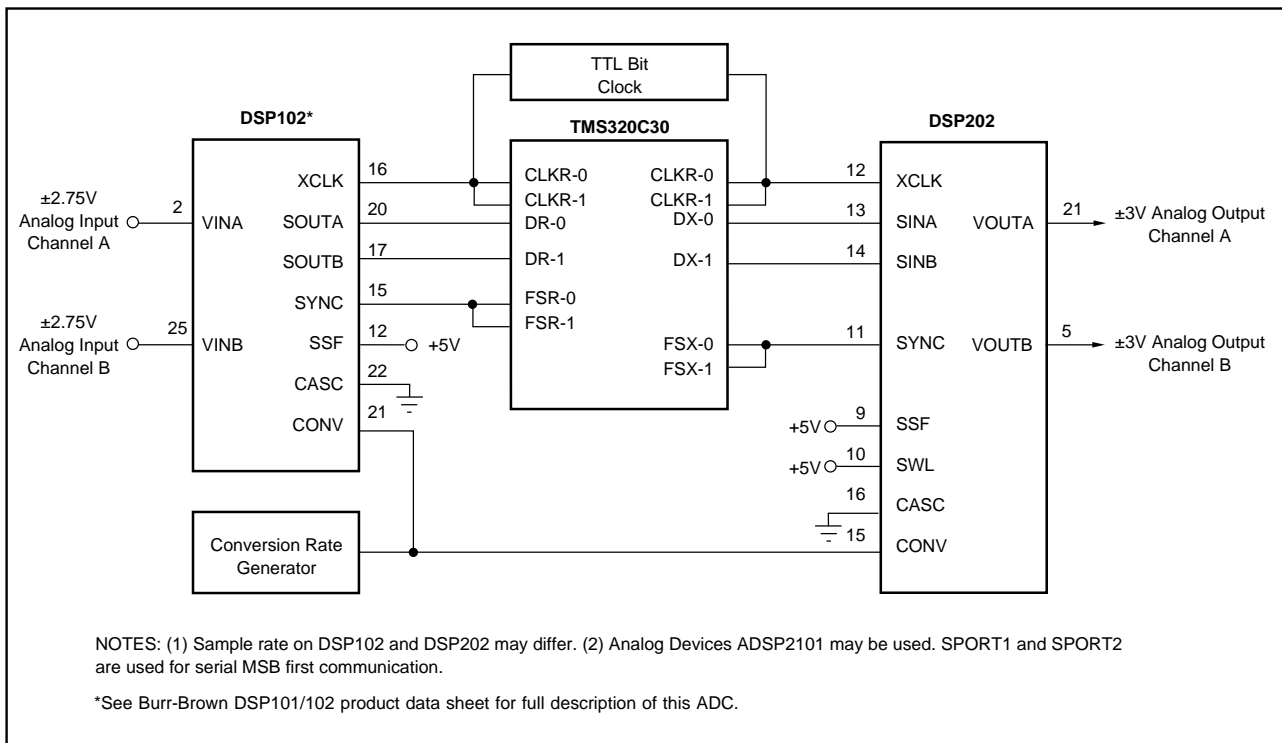 TTL Bit
Clock
DSP102*
TMS320C30
DSP202
±2.75V
Analog Input
Channel A
2
VINA
±2.75V
Analog Input
Channel B
25
VINB
XCLK
16
SOUTA
20
SOUTB
17
SYNC
15
SSF
12
+5V
CASC
22
CONV
21
CLKR-0
CLKR-1
DR-0
DR-1
FSR-0
FSR-1
CLKR-0
CLKR-1
DX-0
DX-1
FSX-0
FSX-1
12
XCLK
13
SINA
14
SINB
11
SYNC
+5V
9
SSF
+5V
10
SWL
16
CASC
15
CONV
VOUTA
21
±3V Analog Output
Channel A
VOUTB
5
±3V Analog Output
Channel B
Conversion Rate
Generator
NOTES: (1) Sample rate on DSP102 and DSP202 may differ. (2) Analog Devices ADSP2101 may be used. SPORT1 and SPORT2
are used for serial MSB first communication.
*See Burr-Brown DSP101/102 product data sheet for full description of this ADC.